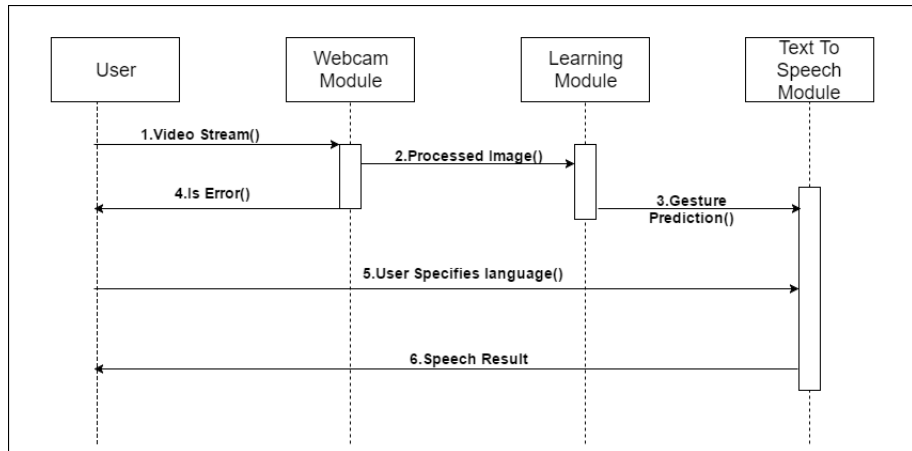 User
Webcam
Module
Learning
Module
Text To
Speech
Module
1.Video Stream()
2.Processed Image()
4.Is Error()
3.Gesture
Prediction()
5.User Specifies language()
6.Speech Result